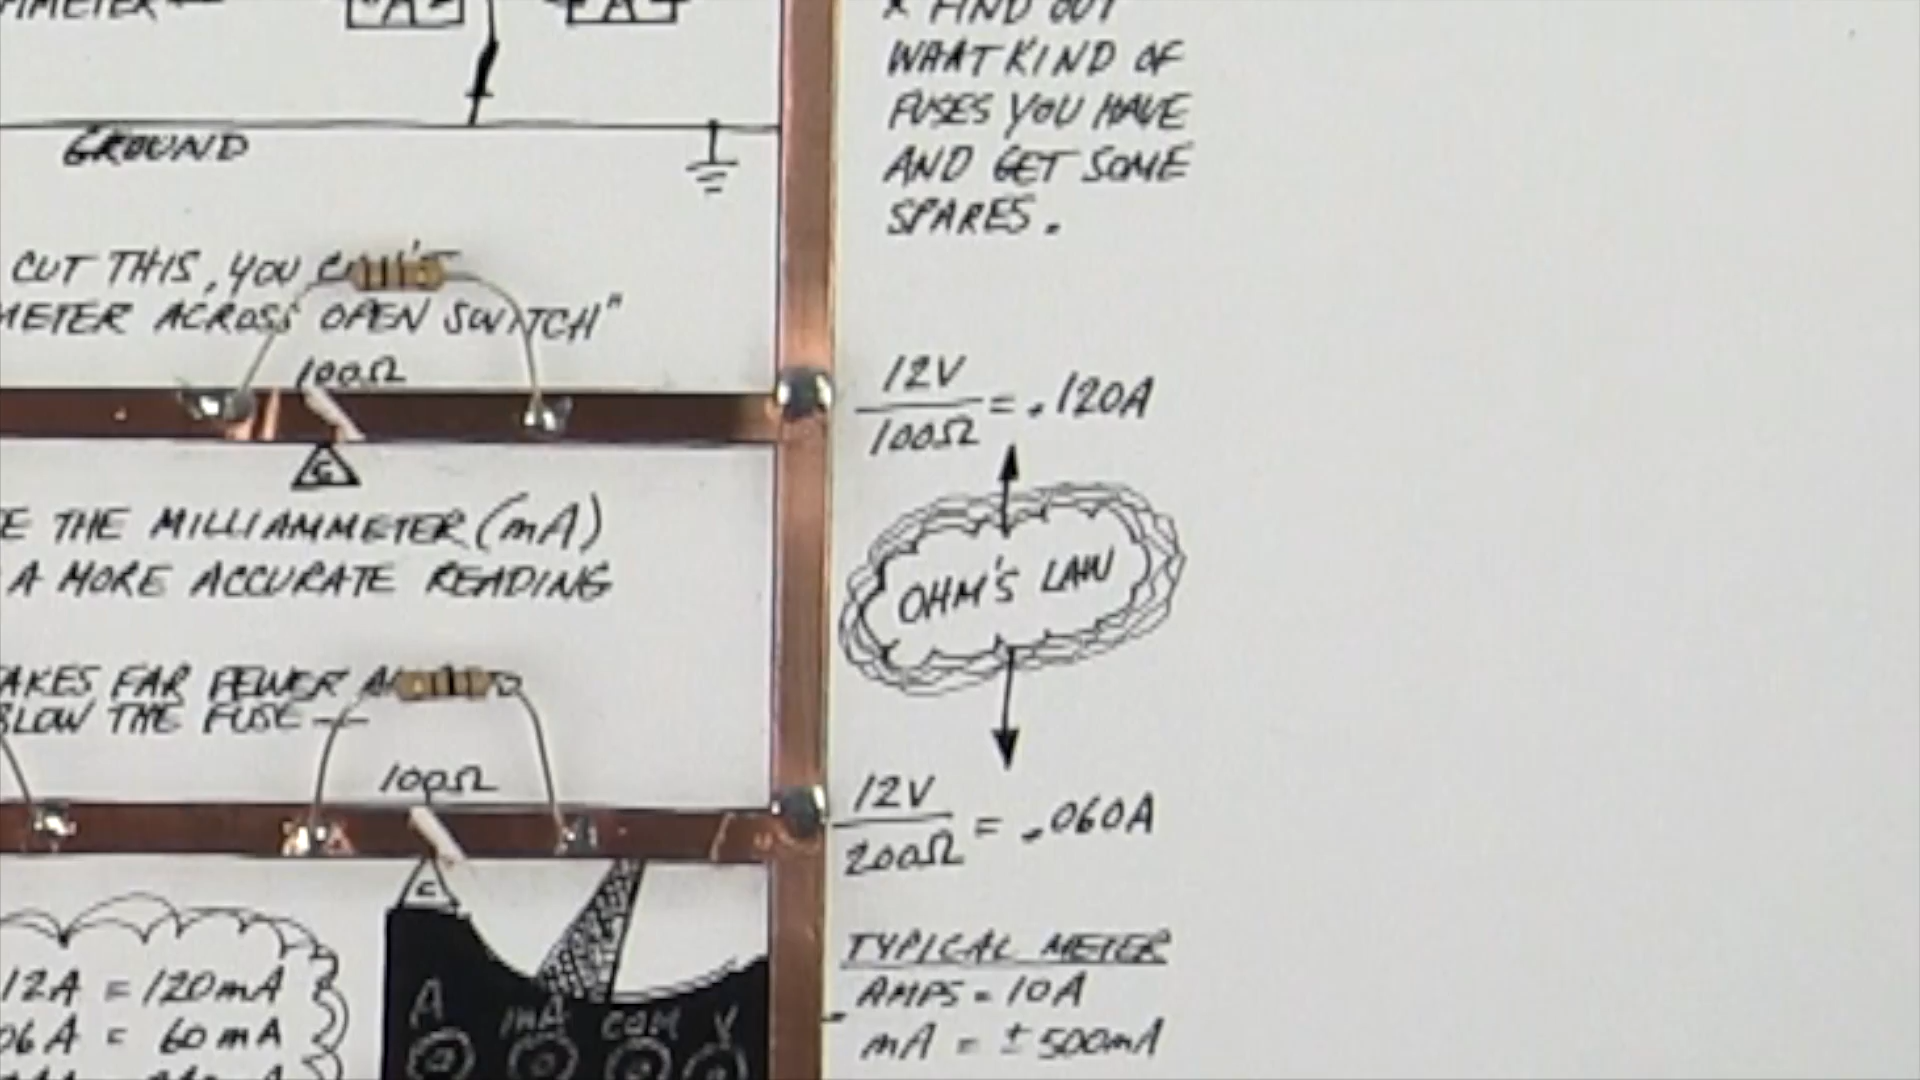 A
A
* FIND OUT
WHAT KIND OF
FUSES YOU HAVE
AND GET SOME
SPARES.
GROUND
CUT THIS, YOU CAN'T
METER ACROSS OPEN SWITCH"
100Ω
C
12V
100Ω
= .120A
THE MILLIAMMETER (mA)
A MORE ACCURATE READING
OHM'S LAW
FAR FEWER
BLOW THE FUSE —
100Ω
C
12V
200Ω
= .060A
12A = 120mA
06A = 60mA
A mA COM V
TYPICAL METER
AMPS = 10A
mA = ±500mA